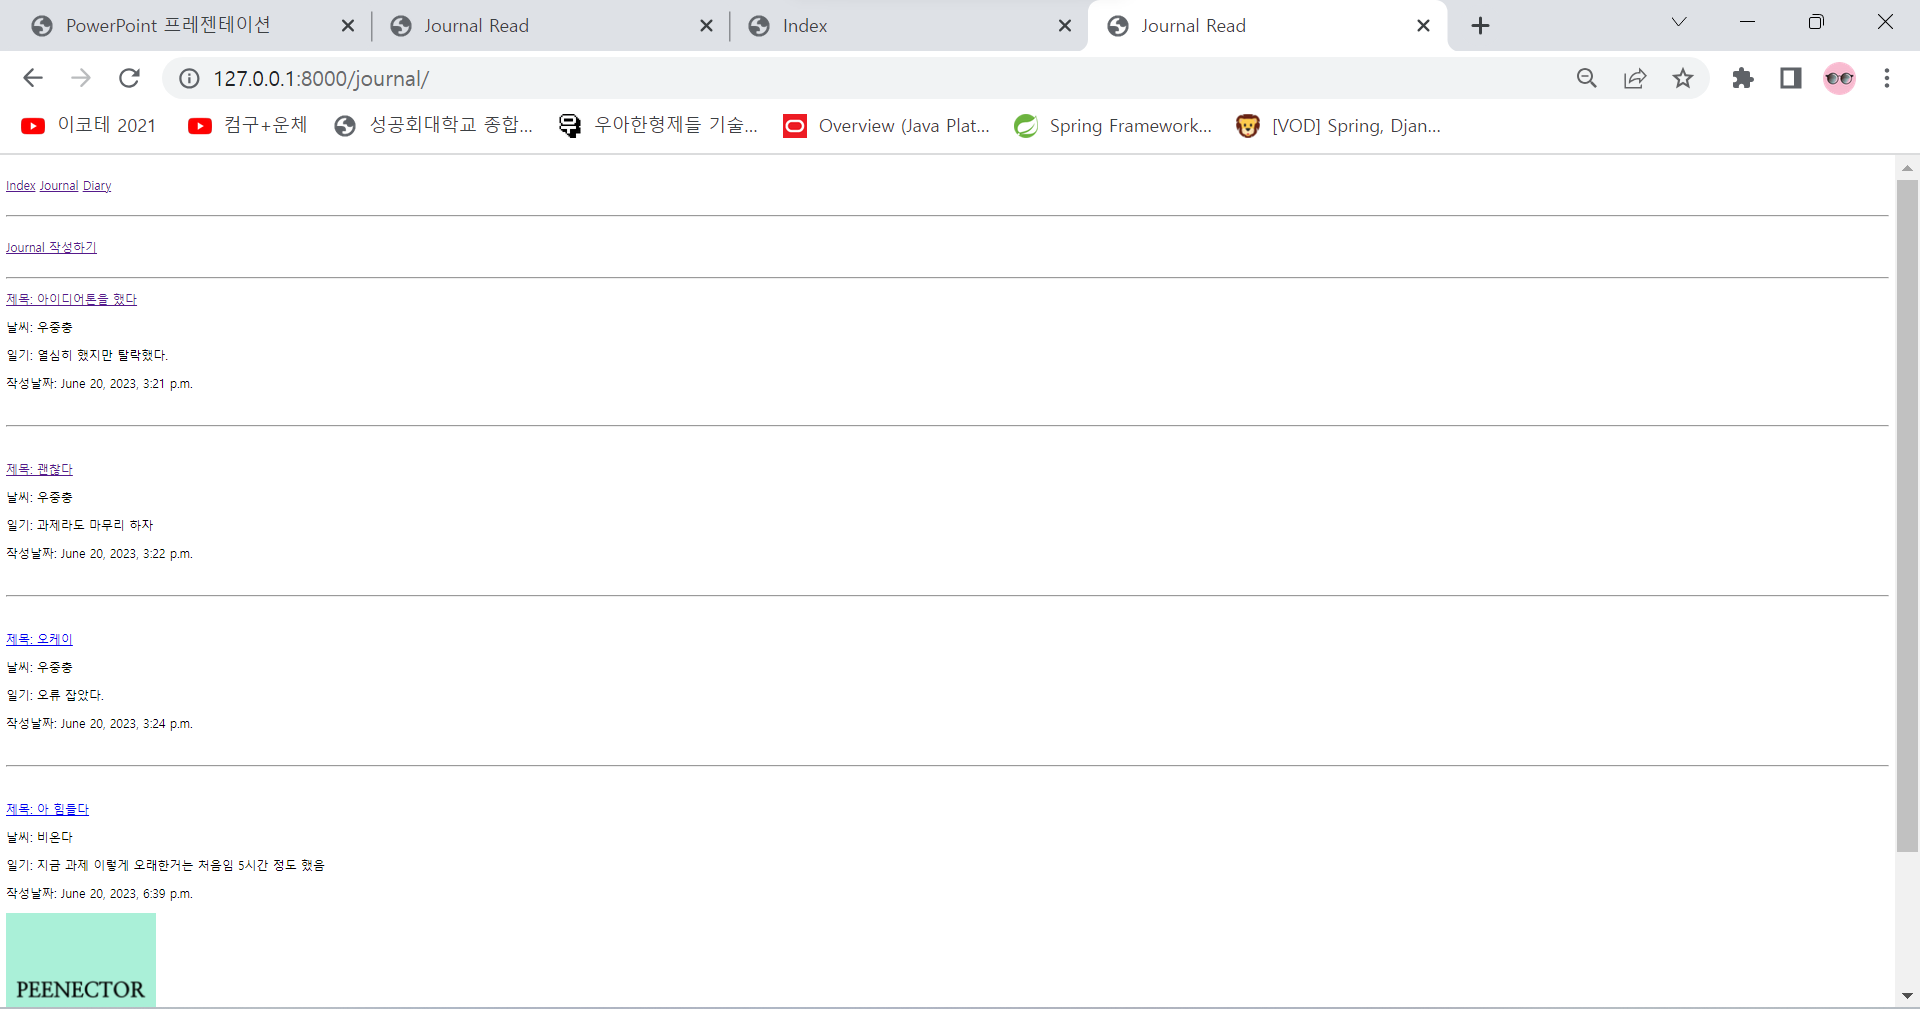 PowerPoint 프레젠테이션
Journal Read
Index
Journal Read
127.0.0.1:8000/journal/
이코테 2021
컴구+운체
성공회대학교 종합...
우아한형제들 기술...
Overview (Java Plat...
Spring Framework...
[VOD] Spring, Djan...
Index Journal Diary
Journal 작성하기
제목: 아이디어톤을 했다
날씨: 우중충
일기: 열심히 했지만 탈락했다.
작성날짜: June 20, 2023, 3:21 p.m.
제목: 괜찮다
날씨: 우중충
일기: 과제라도 마무리 하자
작성날짜: June 20, 2023, 3:22 p.m.
제목: 오케이
날씨: 우중충
일기: 오류 잡았다.
작성날짜: June 20, 2023, 3:24 p.m.
제목: 아 힘들다
날씨: 비온다
일기: 지금 과제 이렇게 오래한거는 처음임 5시간 정도 했음
작성날짜: June 20, 2023, 6:39 p.m.
PEENECTOR